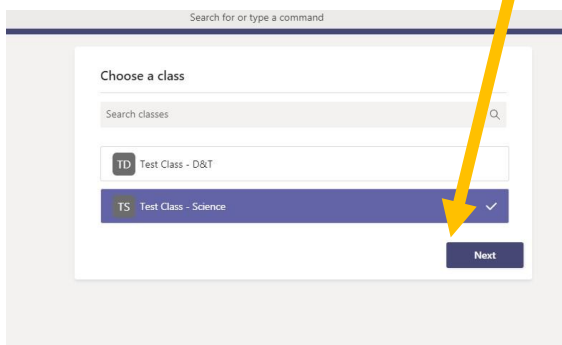 Search for or type a command
Choose a class
Search classes
TD Test Class - D&T
TS Test Class - Science
Next